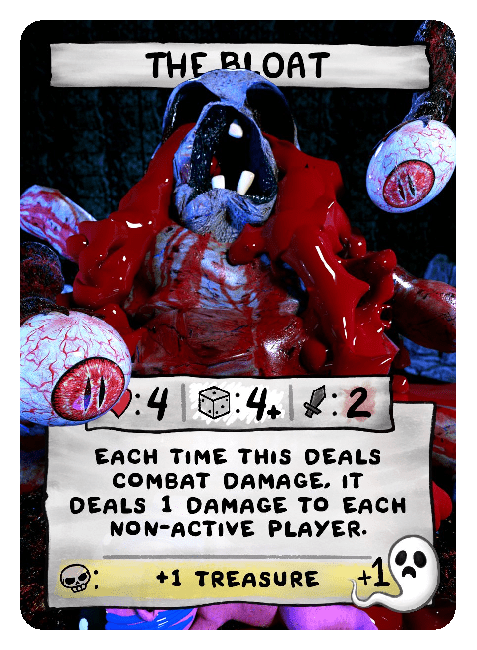 THE BLOAT
:4 :4+ :2
EACH TIME THIS DEALS
COMBAT DAMAGE, IT
DEALS 1 DAMAGE TO EACH
NON-ACTIVE PLAYER.
: +1 TREASURE +1